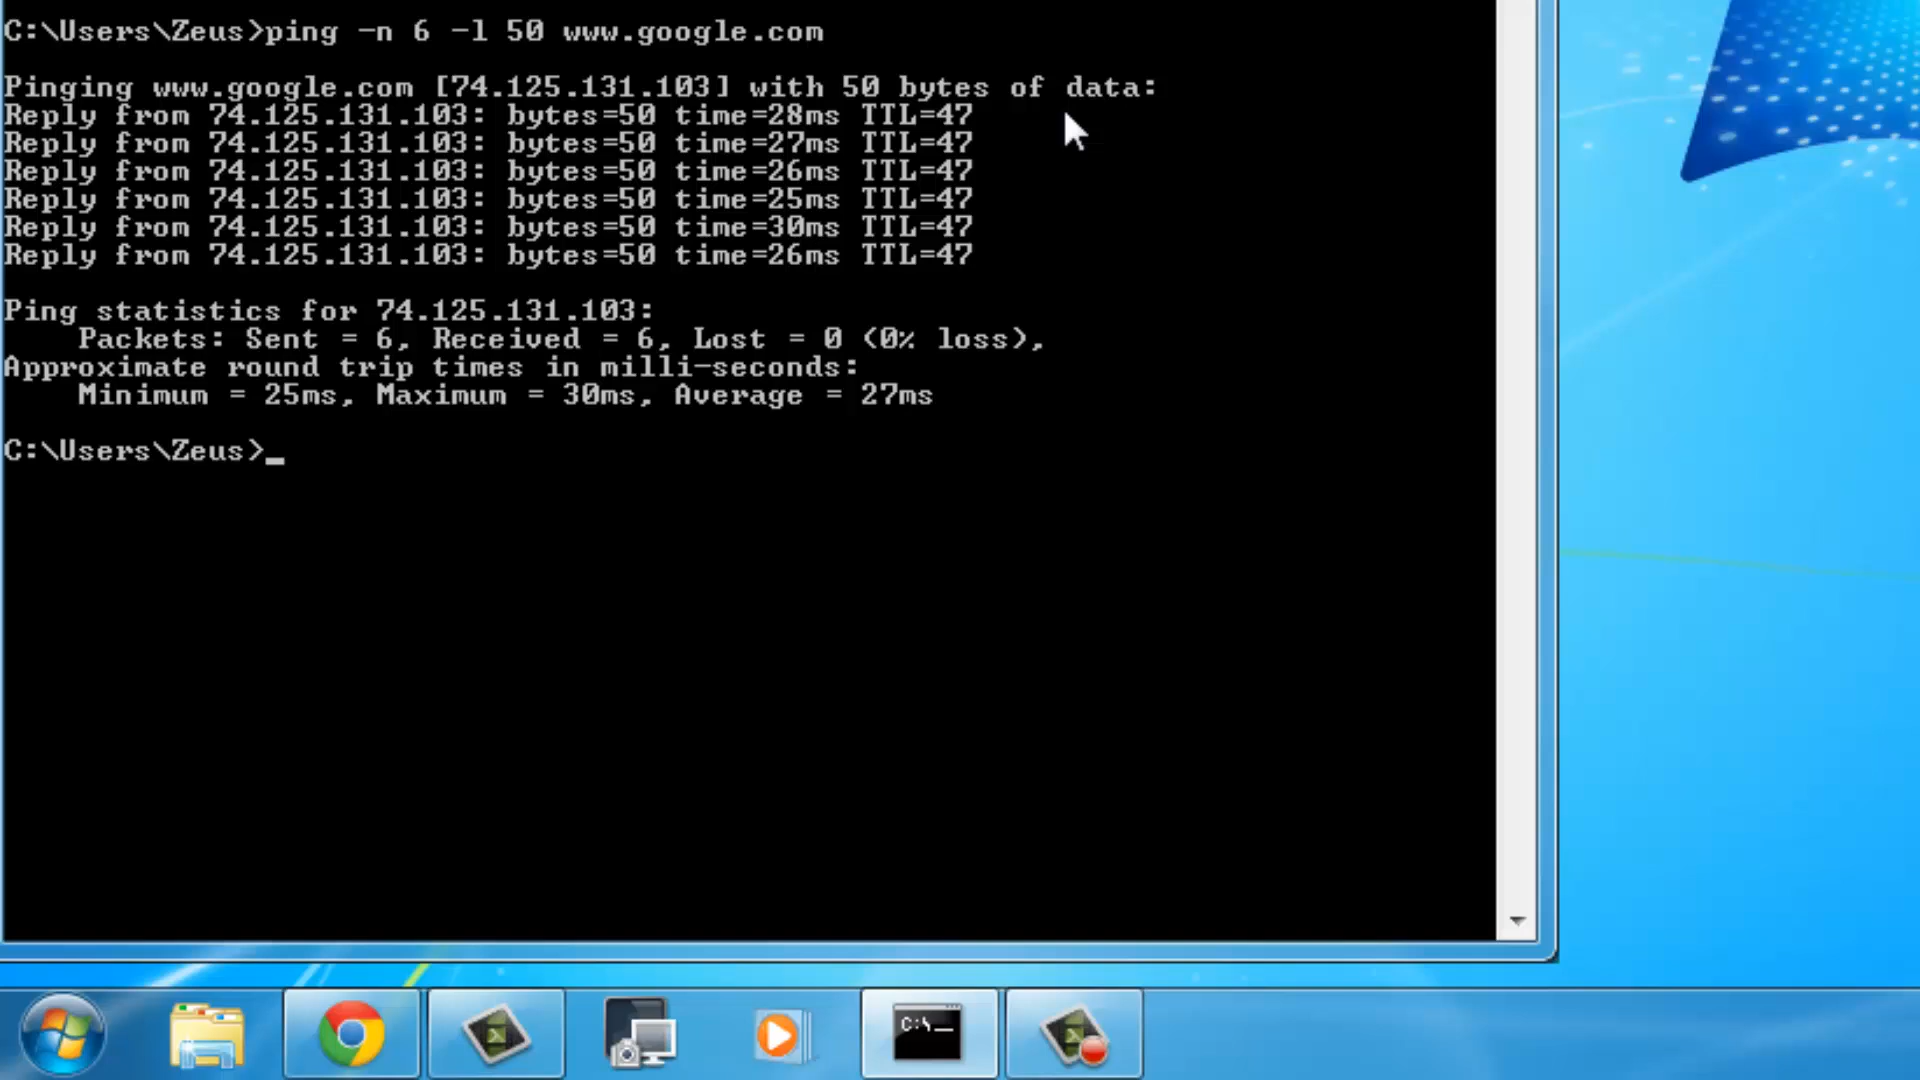 C:\Users\Zeus>ping -n 6 -l 50 www.google.com
Pinging www.google.com [74.125.131.103] with 50 bytes of data:
Reply from 74.125.131.103: bytes=50 time=28ms TTL=47
Reply from 74.125.131.103: bytes=50 time=27ms TTL=47
Reply from 74.125.131.103: bytes=50 time=26ms TTL=47
Reply from 74.125.131.103: bytes=50 time=25ms TTL=47
Reply from 74.125.131.103: bytes=50 time=30ms TTL=47
Reply from 74.125.131.103: bytes=50 time=26ms TTL=47
Ping statistics for 74.125.131.103:
Packets: Sent = 6, Received = 6, Lost = 0 (0% loss),
Approximate round trip times in milli-seconds:
Minimum = 25ms, Maximum = 30ms, Average = 27ms
C:\Users\Zeus>_
C:\_